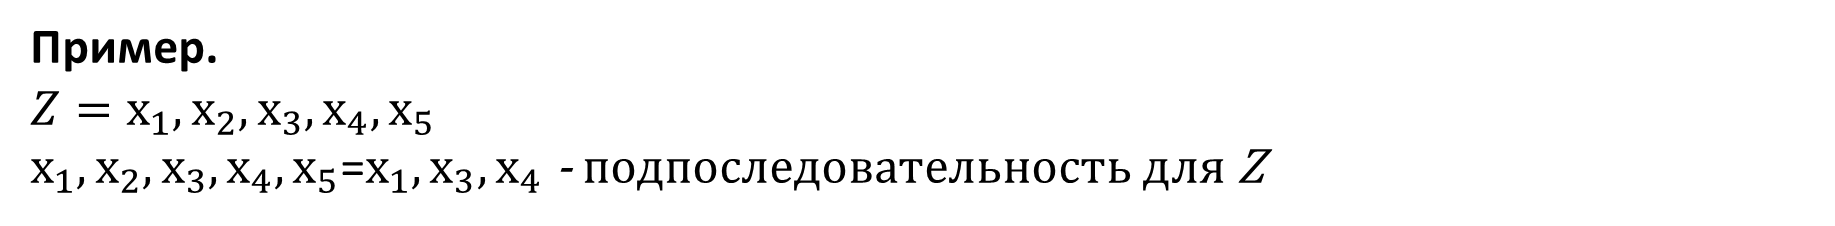 Пример.
Z = x₁, x₂, x₃, x₄, x₅
x₁, x₂, x₃, x₄, x₅=x₁, x₃, x₄ - подпоследовательность для Z